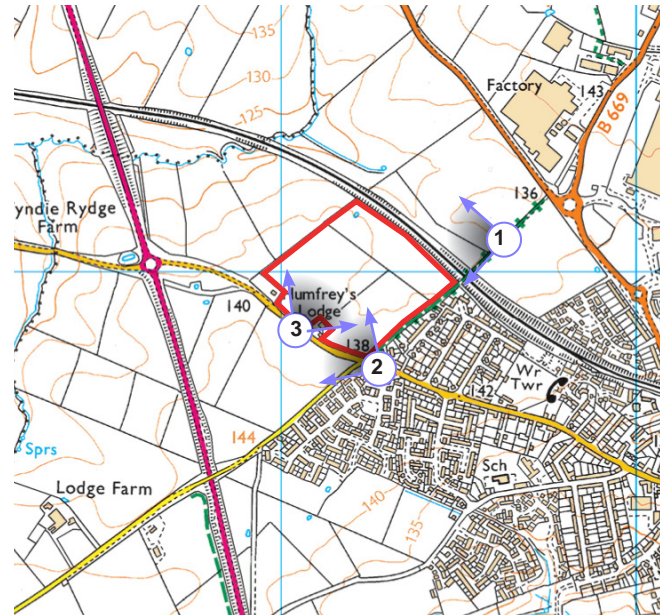 135
130
125
Factory
143
B 669
136
yndie Rydge
Farm
1
140
umfrey's
Lodge
3
138
2
142
Wr
Twr
144
Sprs
Sch
Lodge Farm
140
135